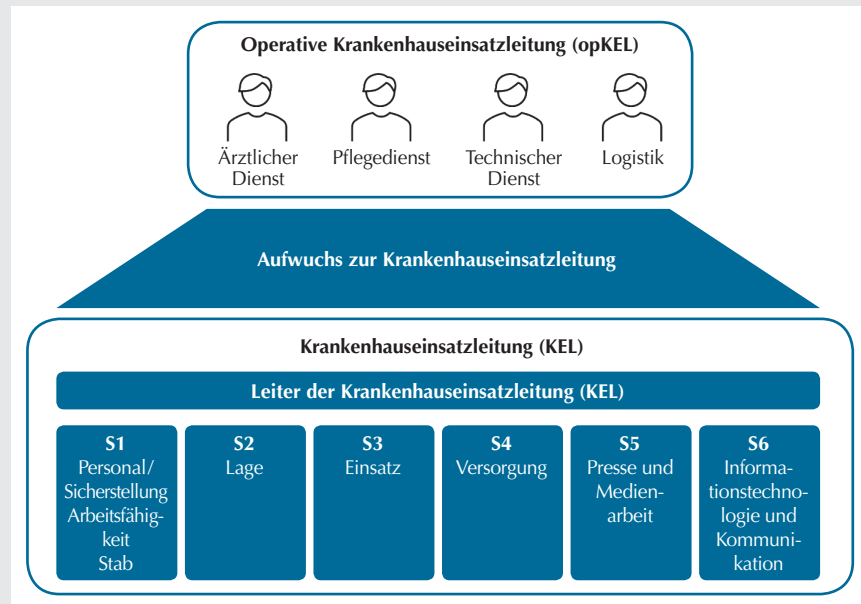 Operative Krankenhauseinsatzleitung (opKEL)
Ärztlicher
Dienst
Pflegedienst
Technischer
Dienst
Logistik
Aufwuchs zur Krankenhauseinsatzleitung
Krankenhauseinsatzleitung (KEL)
Leiter der Krankenhauseinsatzleitung (KEL)
S1
Personal/
Sicherstellung
Arbeitsfähig-
keit
Stab
S2
Lage
S3
Einsatz
S4
Versorgung
S5
Presse und
Medien-
arbeit
S6
Informa-
tionstechno-
logie und
Kommuni-
kation